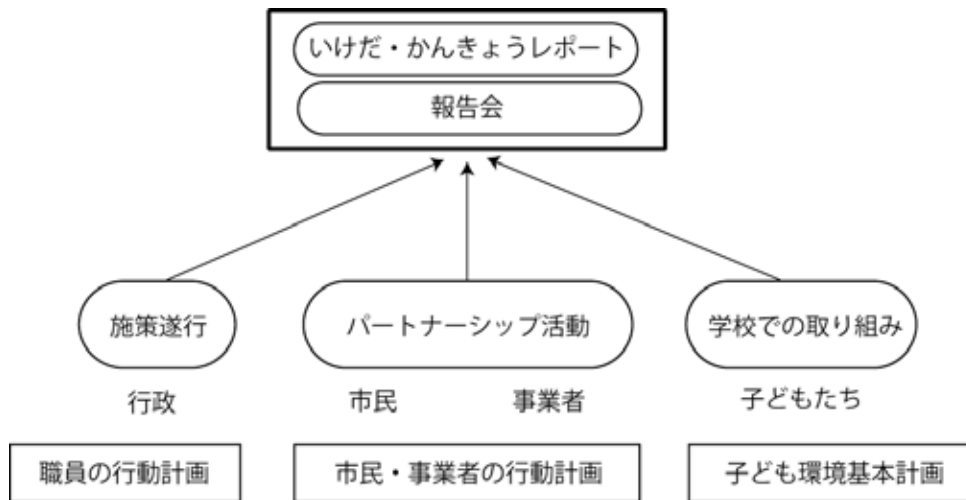 いけだ・かんきょうレポート
報告会
施策遂行
パートナーシップ活動
学校での取り組み
行政
市民
事業者
子どもたち
職員の行動計画
市民・事業者の行動計画
子ども環境基本計画